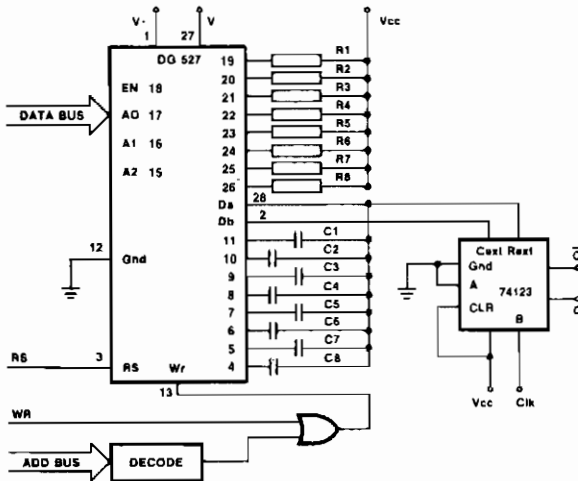 V- V Vcc
1 27
DG 527
19 R1
20 R2
EN 18 21 R3
DATA BUS AO 17 22 R4
23 R5
A1 16 24 R6
25 R7
A2 15 26 R8
Da 28
Db 2
11 C1
12 Gnd 10 C2
9 C3
8 C4
7 C5
6 C6
5 C7
RS 3 RS Wr 4 C8
13
Cext Rext
Gnd
A 74123
CLR
B
Q
Vcc Clk
WR
ADD BUS DECODE